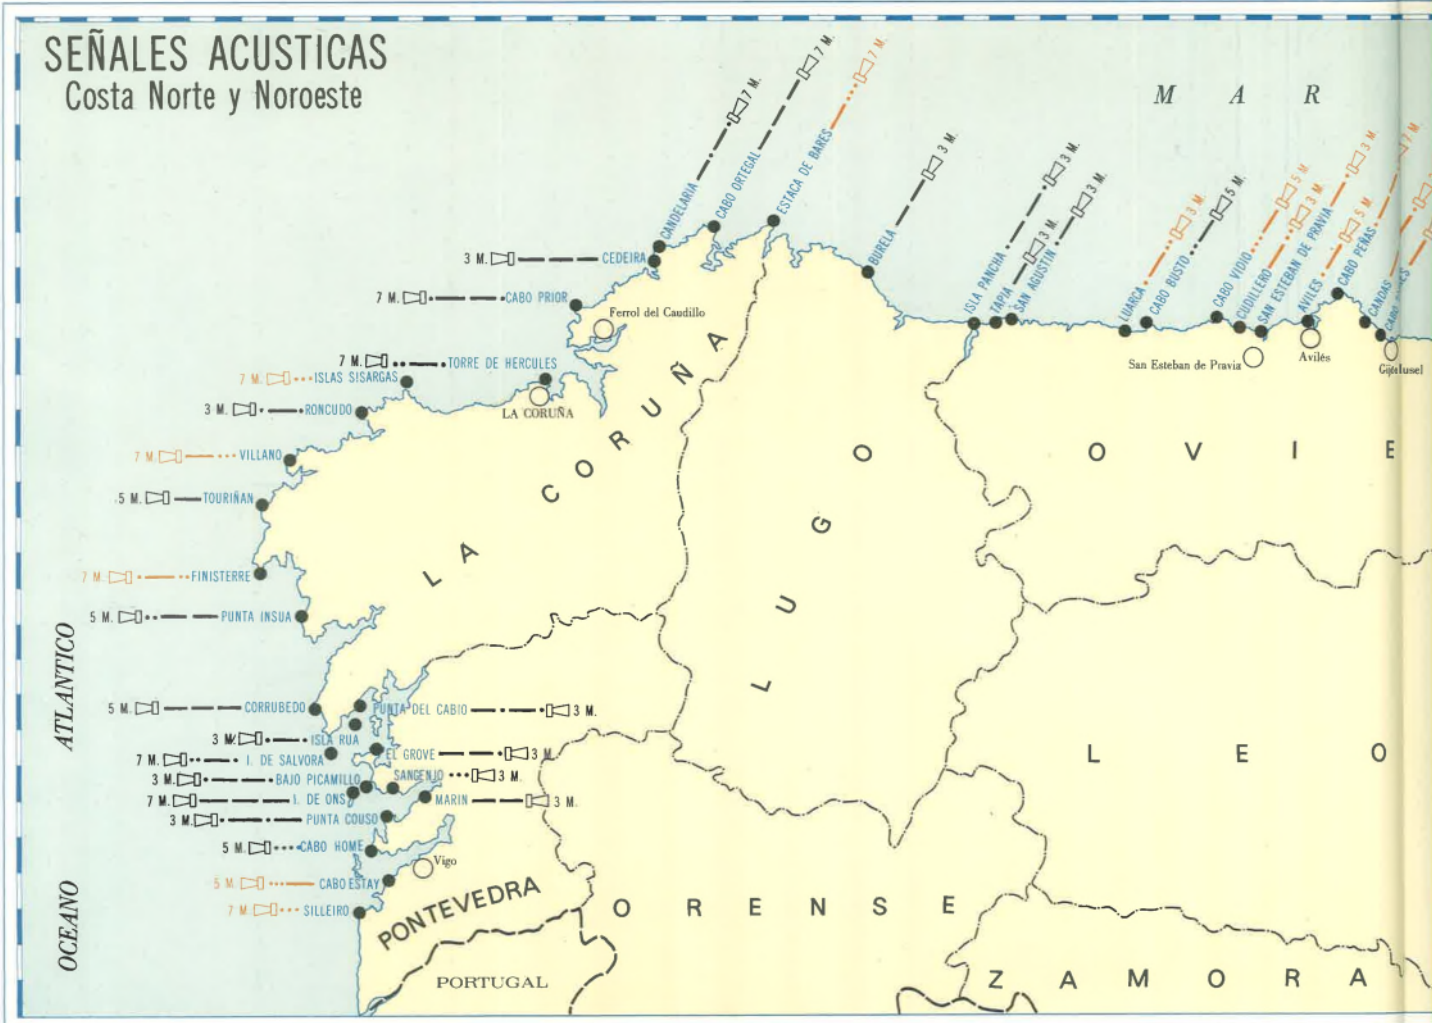 SEÑALES ACUSTICAS
Costa Norte y Noroeste
MAR
CANDELARIA 7 M.
CABO ORTEGAL 7 M.
ESTACA DE BARES 7 M.
BURELA 3 M.
ISLA PANCHA 3 M.
TAPIA 3 M.
SAN AGUSTIN 3 M.
LUARCA 3 M.
CABO BUSTO 5 M.
CABO VIDIO 5 M.
CUDILLERO 3 M.
SAN ESTEBAN DE PRAVIA 3 M.
AVILES 5 M.
CABO PEÑAS 7 M.
CANDAS
CABO
3 M. CEDEIRA
7 M. CABO PRIOR
Ferrol del Caudillo
7 M. TORRE DE HERCULES
7 M. ISLAS SISARGAS
3 M. RONCUDO
LA CORUÑA
San Esteban de Pravia
Avilés
7 M. VILLANO
5 M. TOURIÑAN
7 M. FINISTERRE
5 M. PUNTA INSUA
LA CORUÑA
LUGO
OVIE
5 M. CORRUBEDO
PUNTA DEL CABIO 3 M.
3 M. ISLA RUA
7 M. I. DE SALVORA
EL GROVE 3 M.
3 M. BAJO PICAMILLO
SANGENJO 3 M.
7 M. I. DE ONS
MARIN 3 M.
3 M. PUNTA COUSO
5 M. CABO HOME
Vigo
5 M. CABO ESTAY
7 M SILLEIRO
LEO
OCEANO ATLANTICO
PONTEVEDRA
ORENSE
PORTUGAL
ZAMORA